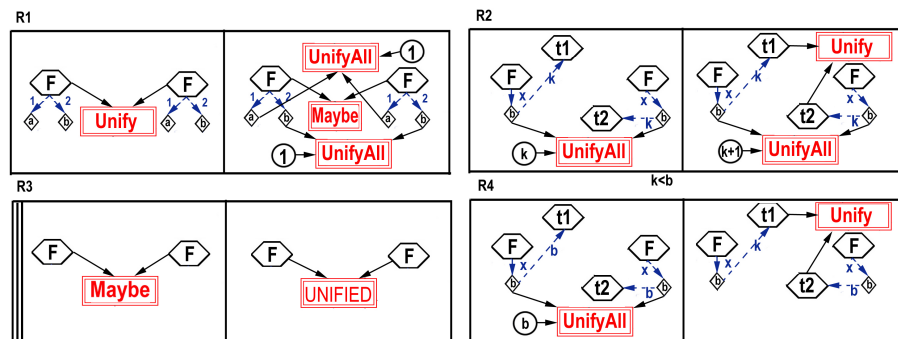 R1
F
F
1
2
1
2
a
b
Unify
a
b
UnifyAll
1
F
F
1
2
1
2
a
b
Maybe
a
b
1
UnifyAll
R2
t1
F
F
k
x
x
b
t2
k
b
k
UnifyAll
t1
Unify
F
F
k
x
x
b
t2
k
b
k+1
UnifyAll
k<b
R3
F
F
Maybe
F
F
UNIFIED
R4
t1
F
F
b
x
x
b
t2
b
b
b
UnifyAll
t1
Unify
F
F
k
x
x
b
t2
b
b